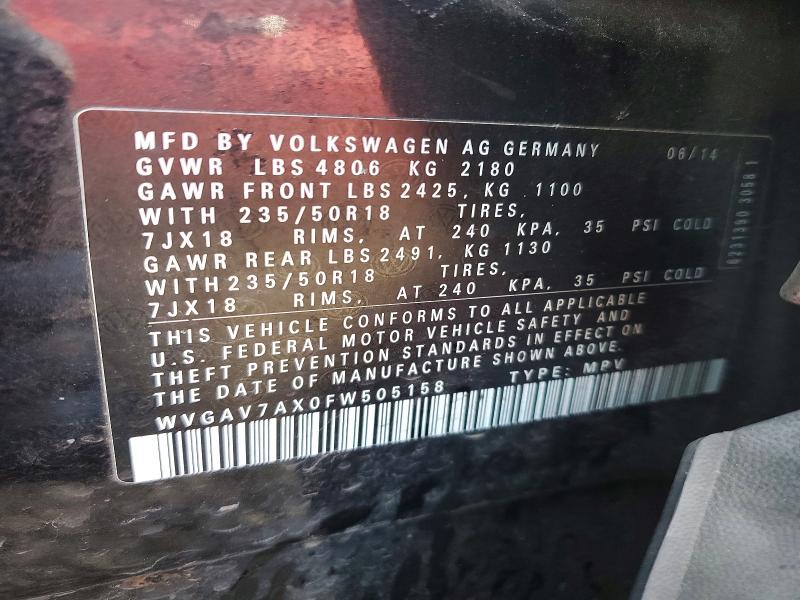 MFD BY VOLKSWAGEN AG GERMANY 06/14
GVWR LBS 4806 KG 2180
GAWR FRONT LBS 2425, KG 1100
WITH 235/50R18 TIRES,
7JX18 RIMS, AT 240 KPA, 35 PSI COLD
GAWR REAR LBS 2491, KG 1130
WITH 235/50R18 TIRES,
7JX18 RIMS, AT 240 KPA, 35 PSI COLD
THIS VEHICLE CONFORMS TO ALL APPLICABLE
U.S. FEDERAL MOTOR VEHICLE SAFETY AND
THEFT PREVENTION STANDARDS IN EFFECT ON
THE DATE OF MANUFACTURE SHOWN ABOVE.
WVGAV7AX0FW505158 TYPE: MPV